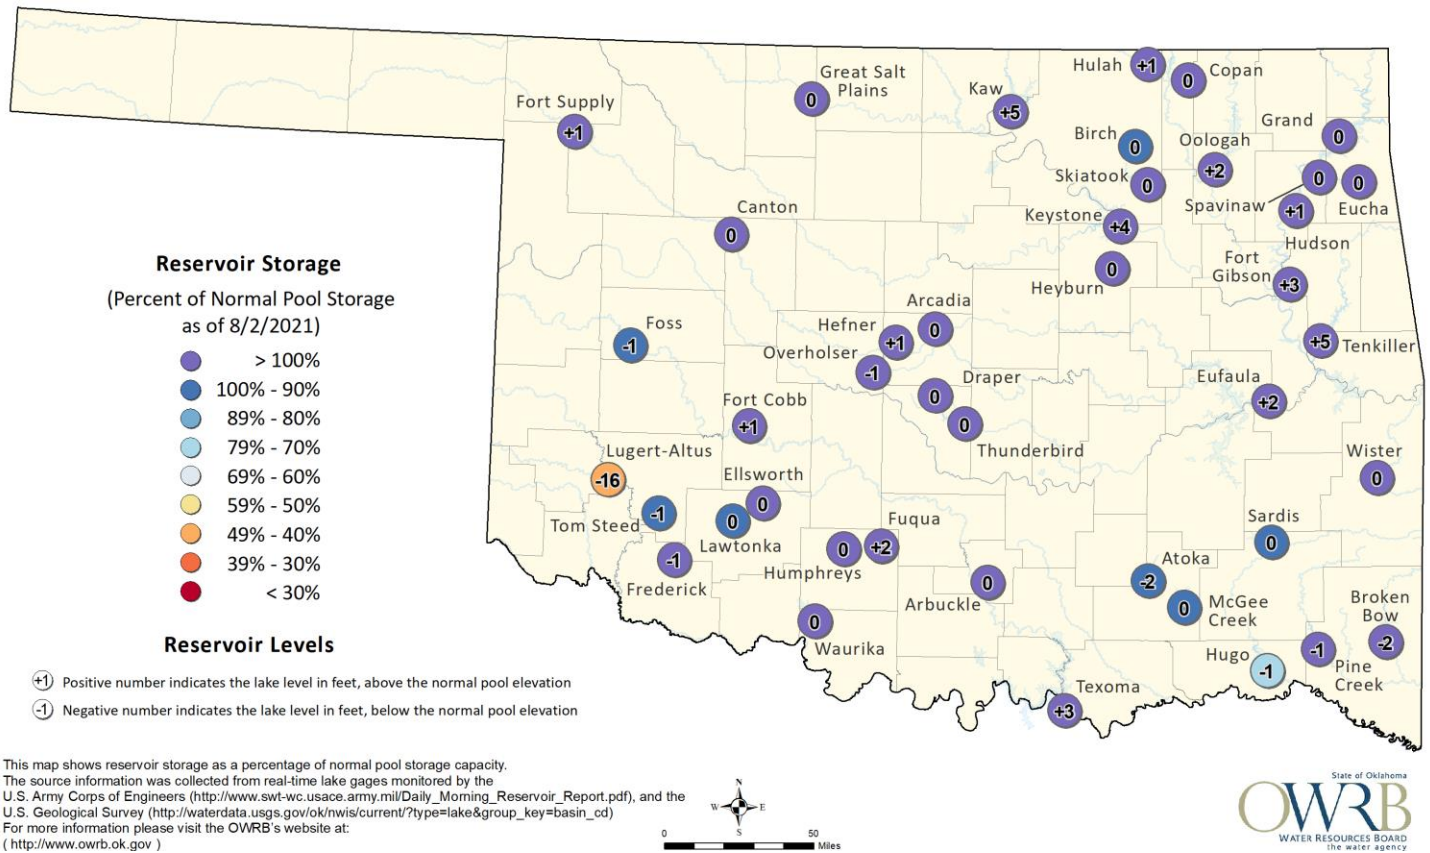 Great Salt
Plains
0
Hulah
+1
Copan
0
Kaw
+5
Fort Supply
+1
Birch
0
Oologah
+2
Grand
0
Skiatook
0
Spavinaw
0
Eucha
0
Keystone
+4
+1
Hudson
Canton
0
Heyburn
0
Fort
Gibson
+3
Reservoir Storage
(Percent of Normal Pool Storage
as of 8/2/2021)
> 100%
100% - 90%
89% - 80%
79% - 70%
69% - 60%
59% - 50%
49% - 40%
39% - 30%
< 30%
Foss
-1
Arcadia
0
Hefner
+1
Overholser
-1
Tenkiller
+5
Draper
0
Eufaula
+2
Fort Cobb
+1
Thunderbird
0
Lugert-Altus
-16
Ellsworth
0
Wister
0
Tom Steed
-1
Lawtonka
0
Fuqua
+2
Sardis
0
Humphreys
0
Frederick
-1
Arbuckle
0
Atoka
-2
McGee
Creek
0
Broken
Bow
-2
Waurika
0
Hugo
-1
Pine
Creek
-1
Texoma
+3
Reservoir Levels
+1 Positive number indicates the lake level in feet, above the normal pool elevation
-1 Negative number indicates the lake level in feet, below the normal pool elevation
This map shows reservoir storage as a percentage of normal pool storage capacity.
The source information was collected from real-time lake gages monitored by the
U.S. Army Corps of Engineers (http://www.swt-wc.usace.army.mil/Daily_Morning_Reservoir_Report.pdf), and the
U.S. Geological Survey (http://waterdata.usgs.gov/ok/nwis/current/?type=lake&group_key=basin_cd)
For more information please visit the OWRB's website at:
( http://www.owrb.ok.gov )
N
W E
S
0 50
Miles
State of Oklahoma
OWRB
WATER RESOURCES BOARD
the water agency